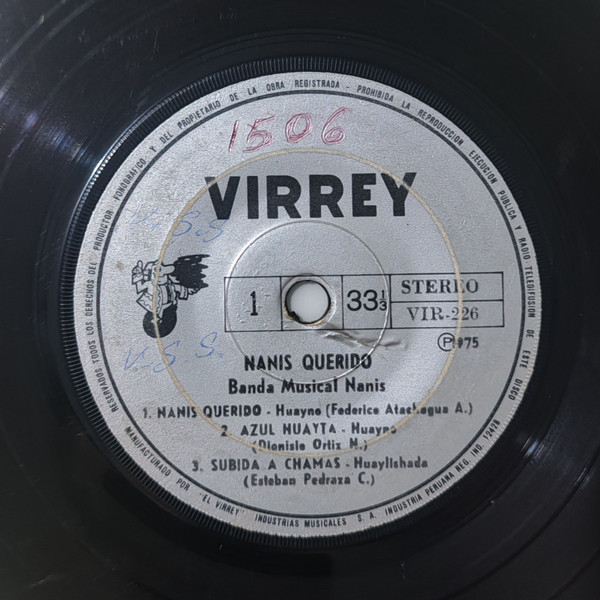 RESERVADOS TODOS LOS DERECHOS DEL PRODUCTOR FONOGRAFICO Y DEL PROPIETARIO DE LA OBRA REGISTRADA - PROHIBIDA LA REPRODUCCION EJECUCION PUBLICA Y RADIO TELEDIFUSION DE ESTE DISCO
1506
VIRREY
V.-S.S
1 33⅓ STEREO
VIR-226
Ⓟ 975
V.-S S.
NANIS QUERIDO
Banda Musical Nanis
1. NANIS QUERIDO - Huayno (Federico Atachagua A.)
2. AZUL HUAYTA - Huayno
(Dionisio Ortiz M.)
3. SUBIDA A CHAMAS - Huaylishada
(Esteban Pedraza C.)
MANUFACTURADO POR "EL VIRREY" INDUSTRIAS MUSICALES S. A. INDUSTRIA PERUANA REG. IND. 12478